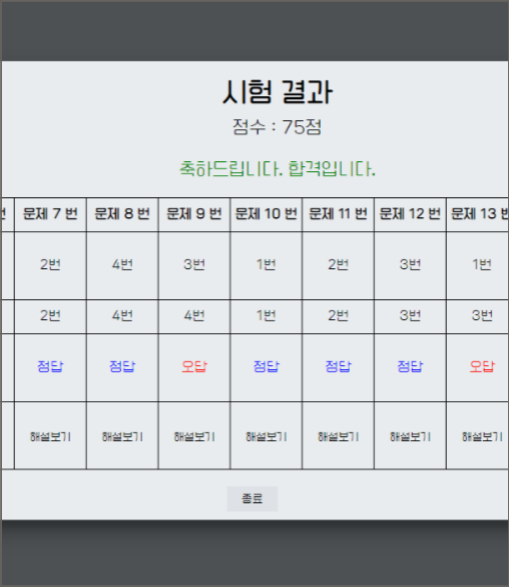 시험 결과
점수 : 75점
축하드립니다. 합격입니다.
문제 7 번 문제 8 번 문제 9 번 문제 10 번 문제 11 번 문제 12 번 문제 13
2번 4번 3번 1번 2번 3번 1번
2번 4번 4번 1번 2번 3번 3번
정답 정답 오답 정답 정답 정답 오답
해설보기 해설보기 해설보기 해설보기 해설보기 해설보기 해설보기
종료